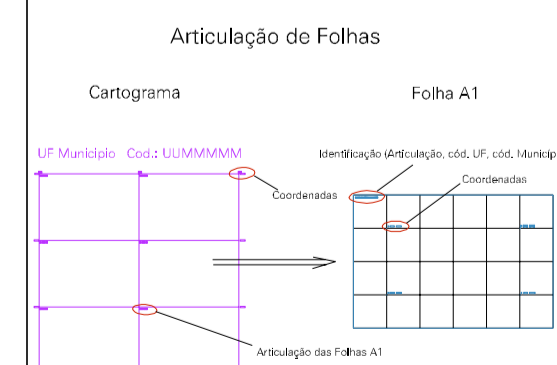 Articulação de Folhas
Cartograma
Folha A1
UF Municipio Cod.: UUMMMMM
Identificação (Articulação, cód. UF, cód. Municíp
Coordenadas
Coordenadas
Articulação das Folhas A1